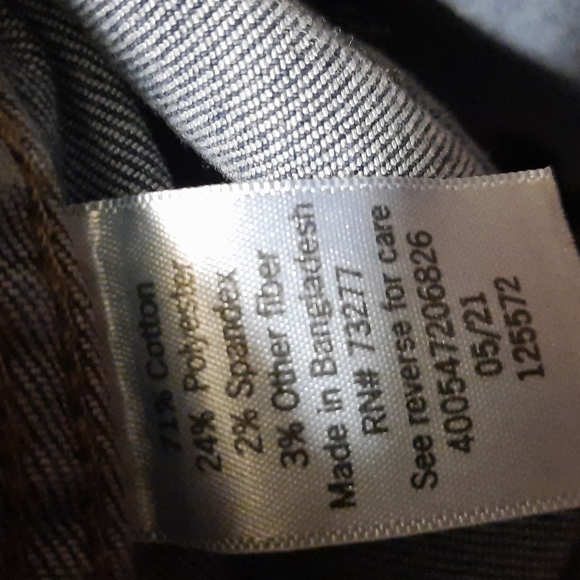 71% Cotton
24% Polyester
2% Spandex
3% Other fiber
Made in Bangladesh
RN# 73277
See reverse for care
400547206826
05/21
125572